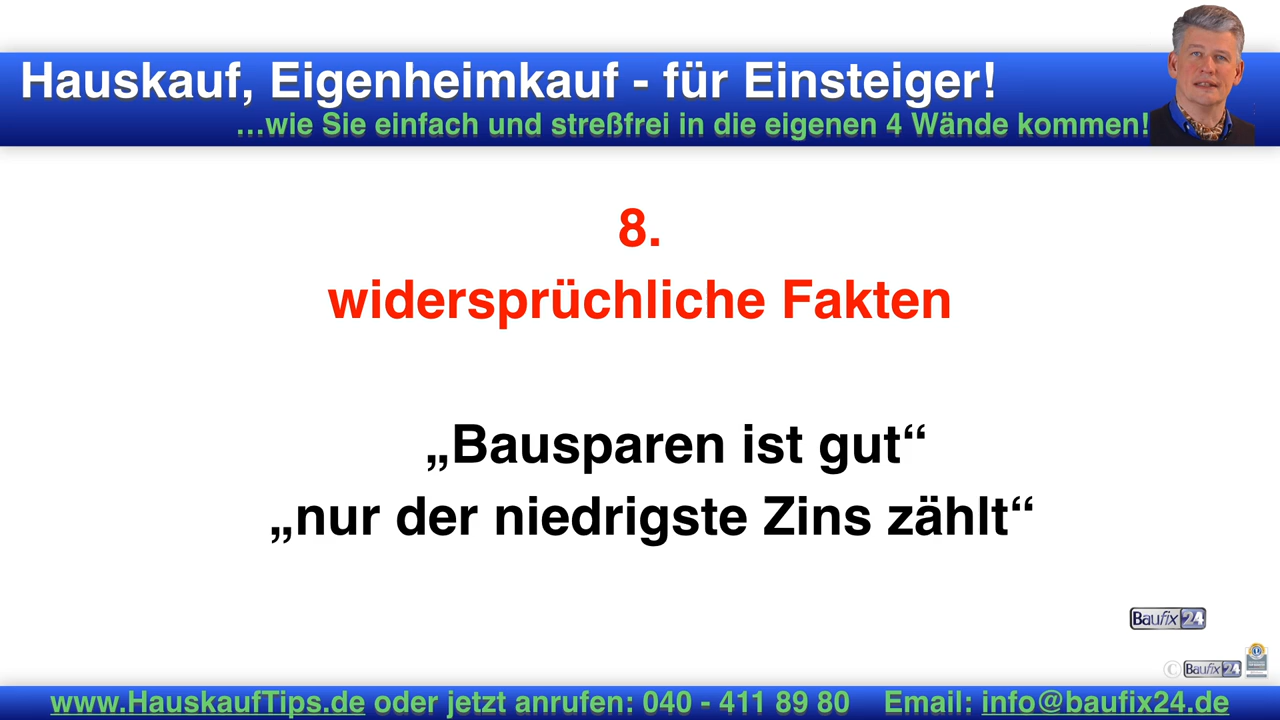 Hauskauf, Eigenheimkauf - für Einsteiger!
...wie Sie einfach und streßfrei in die eigenen 4 Wände kommen!
8.
widersprüchliche Fakten
„Bausparen ist gut“
„nur der niedrigste Zins zählt“
Baufix24
© Baufix24
www.HauskaufTips.de oder jetzt anrufen: 040 - 411 89 80 Email: info@baufix24.de